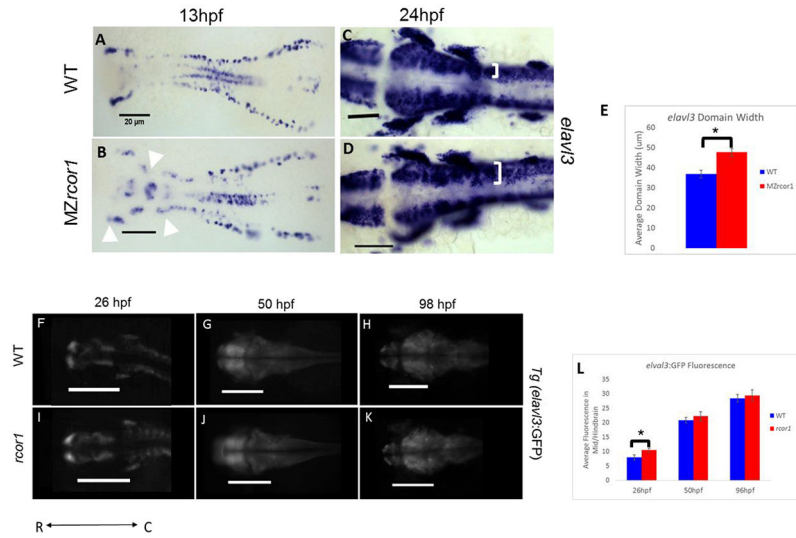 13hpf
24hpf
A
C
WT
20 µm
B
D
MZrcor1
elavl3
E
elavl3 Domain Width
Average Domain Width (um)
60
50
40
30
20
10
0
*
WT
MZrcor1
26 hpf
50 hpf
98 hpf
F
G
H
WT
I
J
K
rcor1
Tg (elavl3:GFP)
R
C
L
elval3:GFP Fluorescence
Average Fluorescence in
Mid/Hindbrain
35
30
25
20
15
10
5
0
*
26hpf
50hpf
96hpf
WT
rcor1